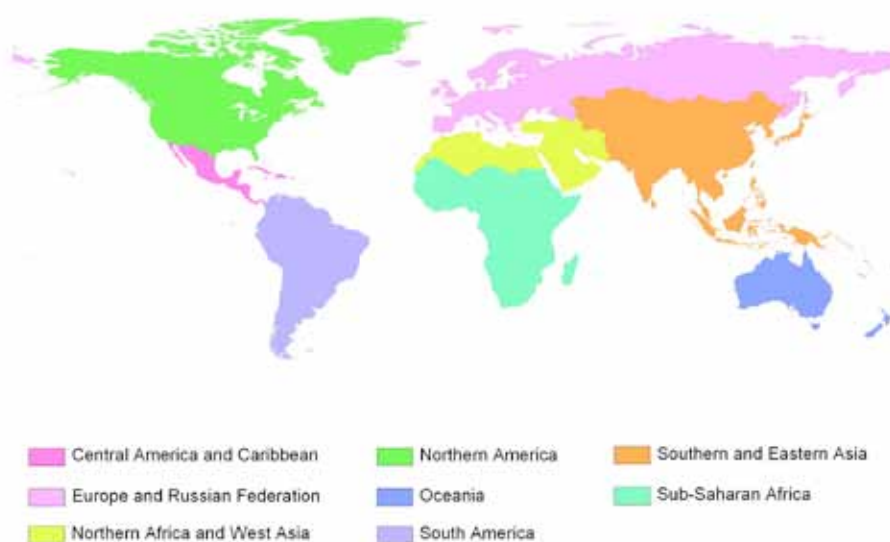 Central America and Caribbean
Northern America
Southern and Eastern Asia
Europe and Russian Federation
Oceania
Sub-Saharan Africa
Northern Africa and West Asia
South America